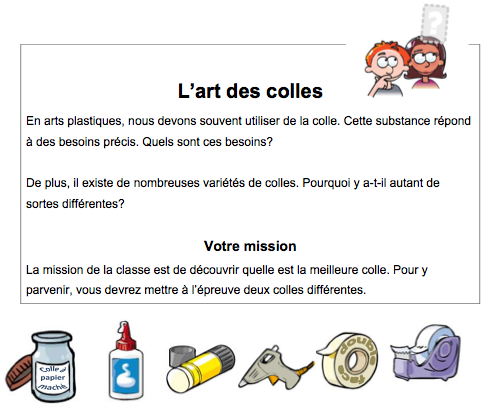 ?
L'art des colles
En arts plastiques, nous devons souvent utiliser de la colle. Cette substance répond
à des besoins précis. Quels sont ces besoins?
De plus, il existe de nombreuses variétés de colles. Pourquoi y a-t-il autant de
sortes différentes?
Votre mission
La mission de la classe est de découvrir quelle est la meilleure colle. Pour y
parvenir, vous devrez mettre à l'épreuve deux colles différentes.
Colle à
papier
maché
double
face